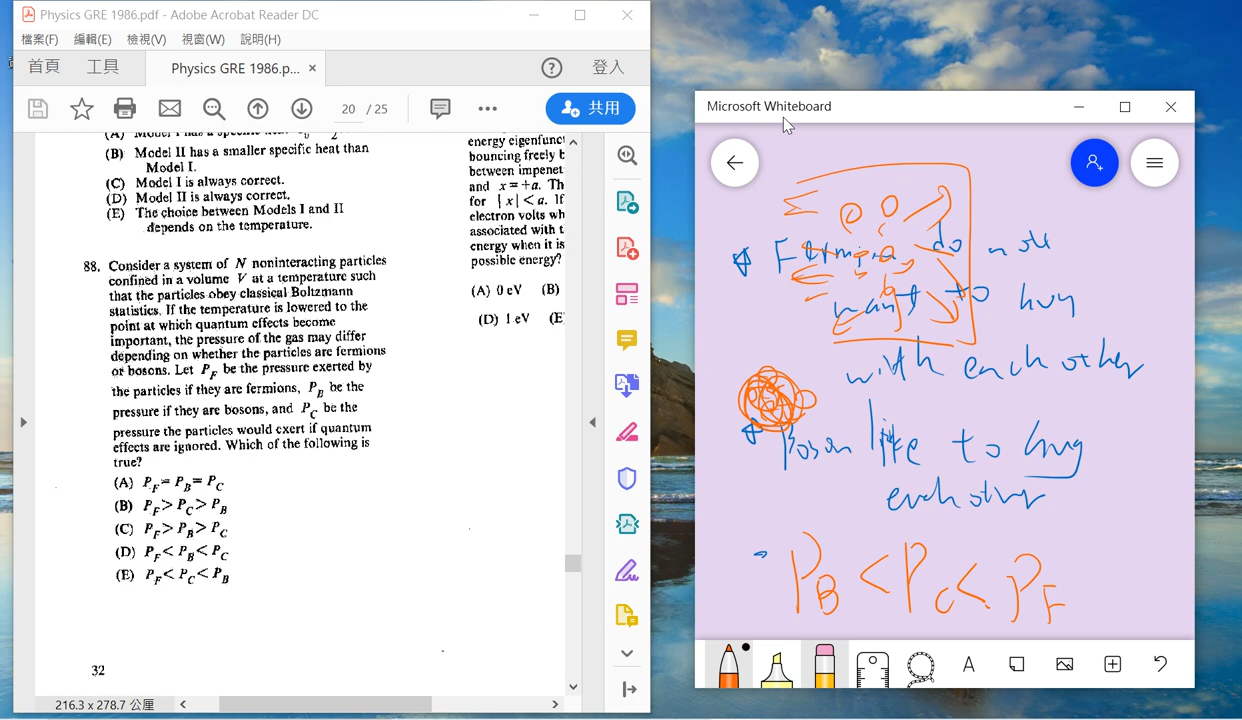 Physics GRE 1986.pdf - Adobe Acrobat Reader DC
檔案(F) 編輯(E) 檢視(V) 視窗(W) 說明(H)
首頁 工具 Physics GRE 1986.p... × 登入
20 / 25 共用
(B) Model II has a smaller specific heat than
Model I.
(C) Model I is always correct.
(D) Model II is always correct.
(E) The choice between Models I and II
depends on the temperature.
88. Consider a system of N noninteracting particles
confined in a volume V at a temperature such
that the particles obey classical Boltzmann
statistics. If the temperature is lowered to the
point at which quantum effects become
important, the pressure of the gas may differ
depending on whether the particles are fermions
or bosons. Let P_F be the pressure exerted by
the particles if they are fermions, P_B be the
pressure if they are bosons, and P_C be the
pressure the particles would exert if quantum
effects are ignored. Which of the following is
true?
(A) P_F = P_B = P_C
(B) P_F > P_C > P_B
(C) P_F > P_B > P_C
(D) P_F < P_B < P_C
(E) P_F < P_C < P_B
32
energy eigenfunct
bouncing freely b
between impenet
and x = +a. Th
for |x| < a. If
electron volts wh
associated with t
energy when it is
possible energy?
(A) 0 eV (B)
(D) 1 eV (E
216.3 x 278.7 公厘
Microsoft Whiteboard
do not
want to hug
with each other
Boson like to hug
each other
P_B < P_C < P_F